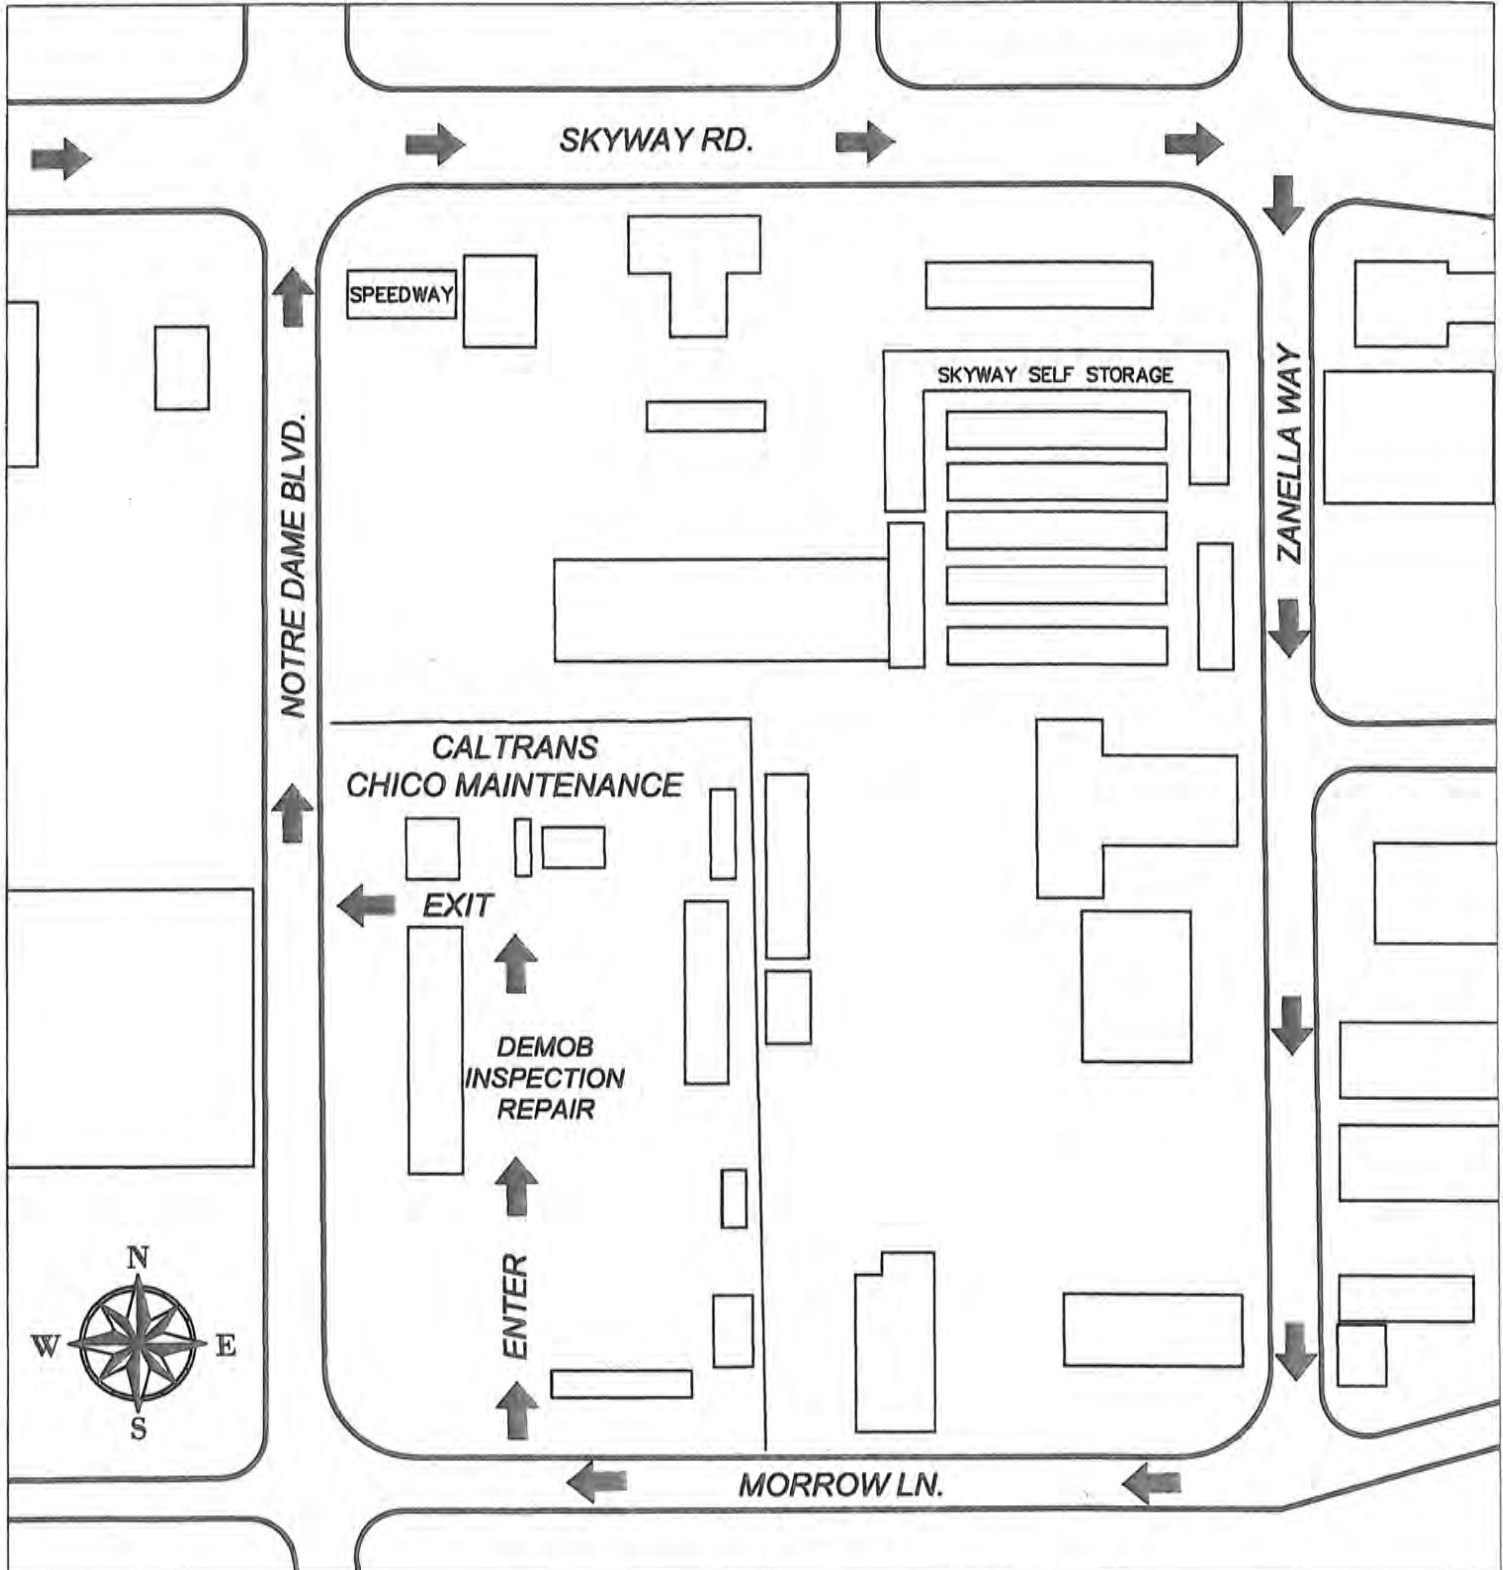 SKYWAY RD.
SPEEDWAY
SKYWAY SELF STORAGE
NOTRE DAME BLVD.
ZANELLA WAY
CALTRANS
CHICO MAINTENANCE
EXIT
DEMOB
INSPECTION
REPAIR
ENTER
N
W E
S
MORROW LN.